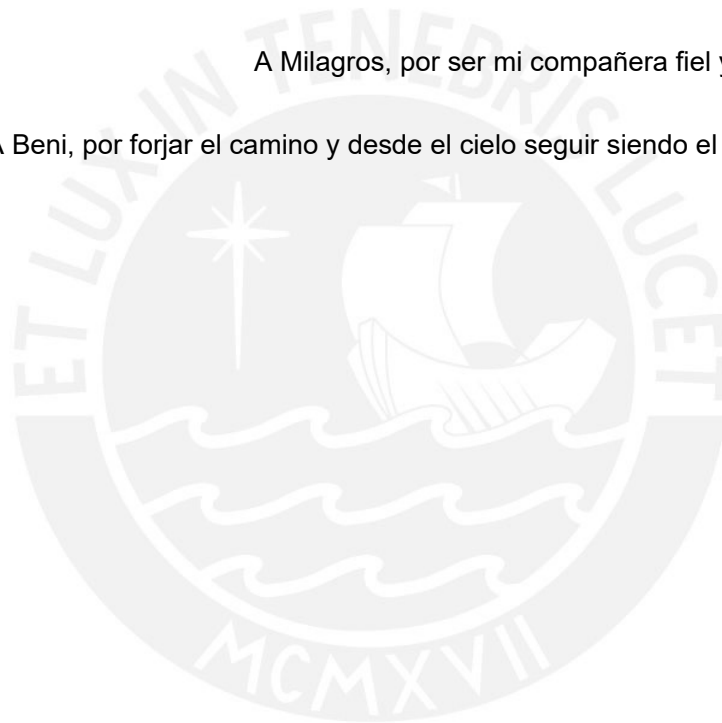 A Milagros, por ser mi compañera fiel y
A Beni, por forjar el camino y desde el cielo seguir siendo el
ET LUX IN TENEBRIS LUCET
MCMXVII